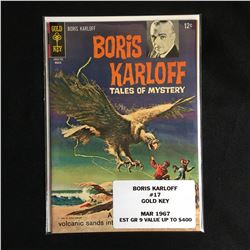 GOLD KEY
BORIS KARLOFF
12¢
BORIS
KARLOFF
TALES OF MYSTERY
A
volcanic sands int
BORIS KARLOFF
#17
GOLD KEY
MAR 1967
EST GR 9 VALUE UP TO $400